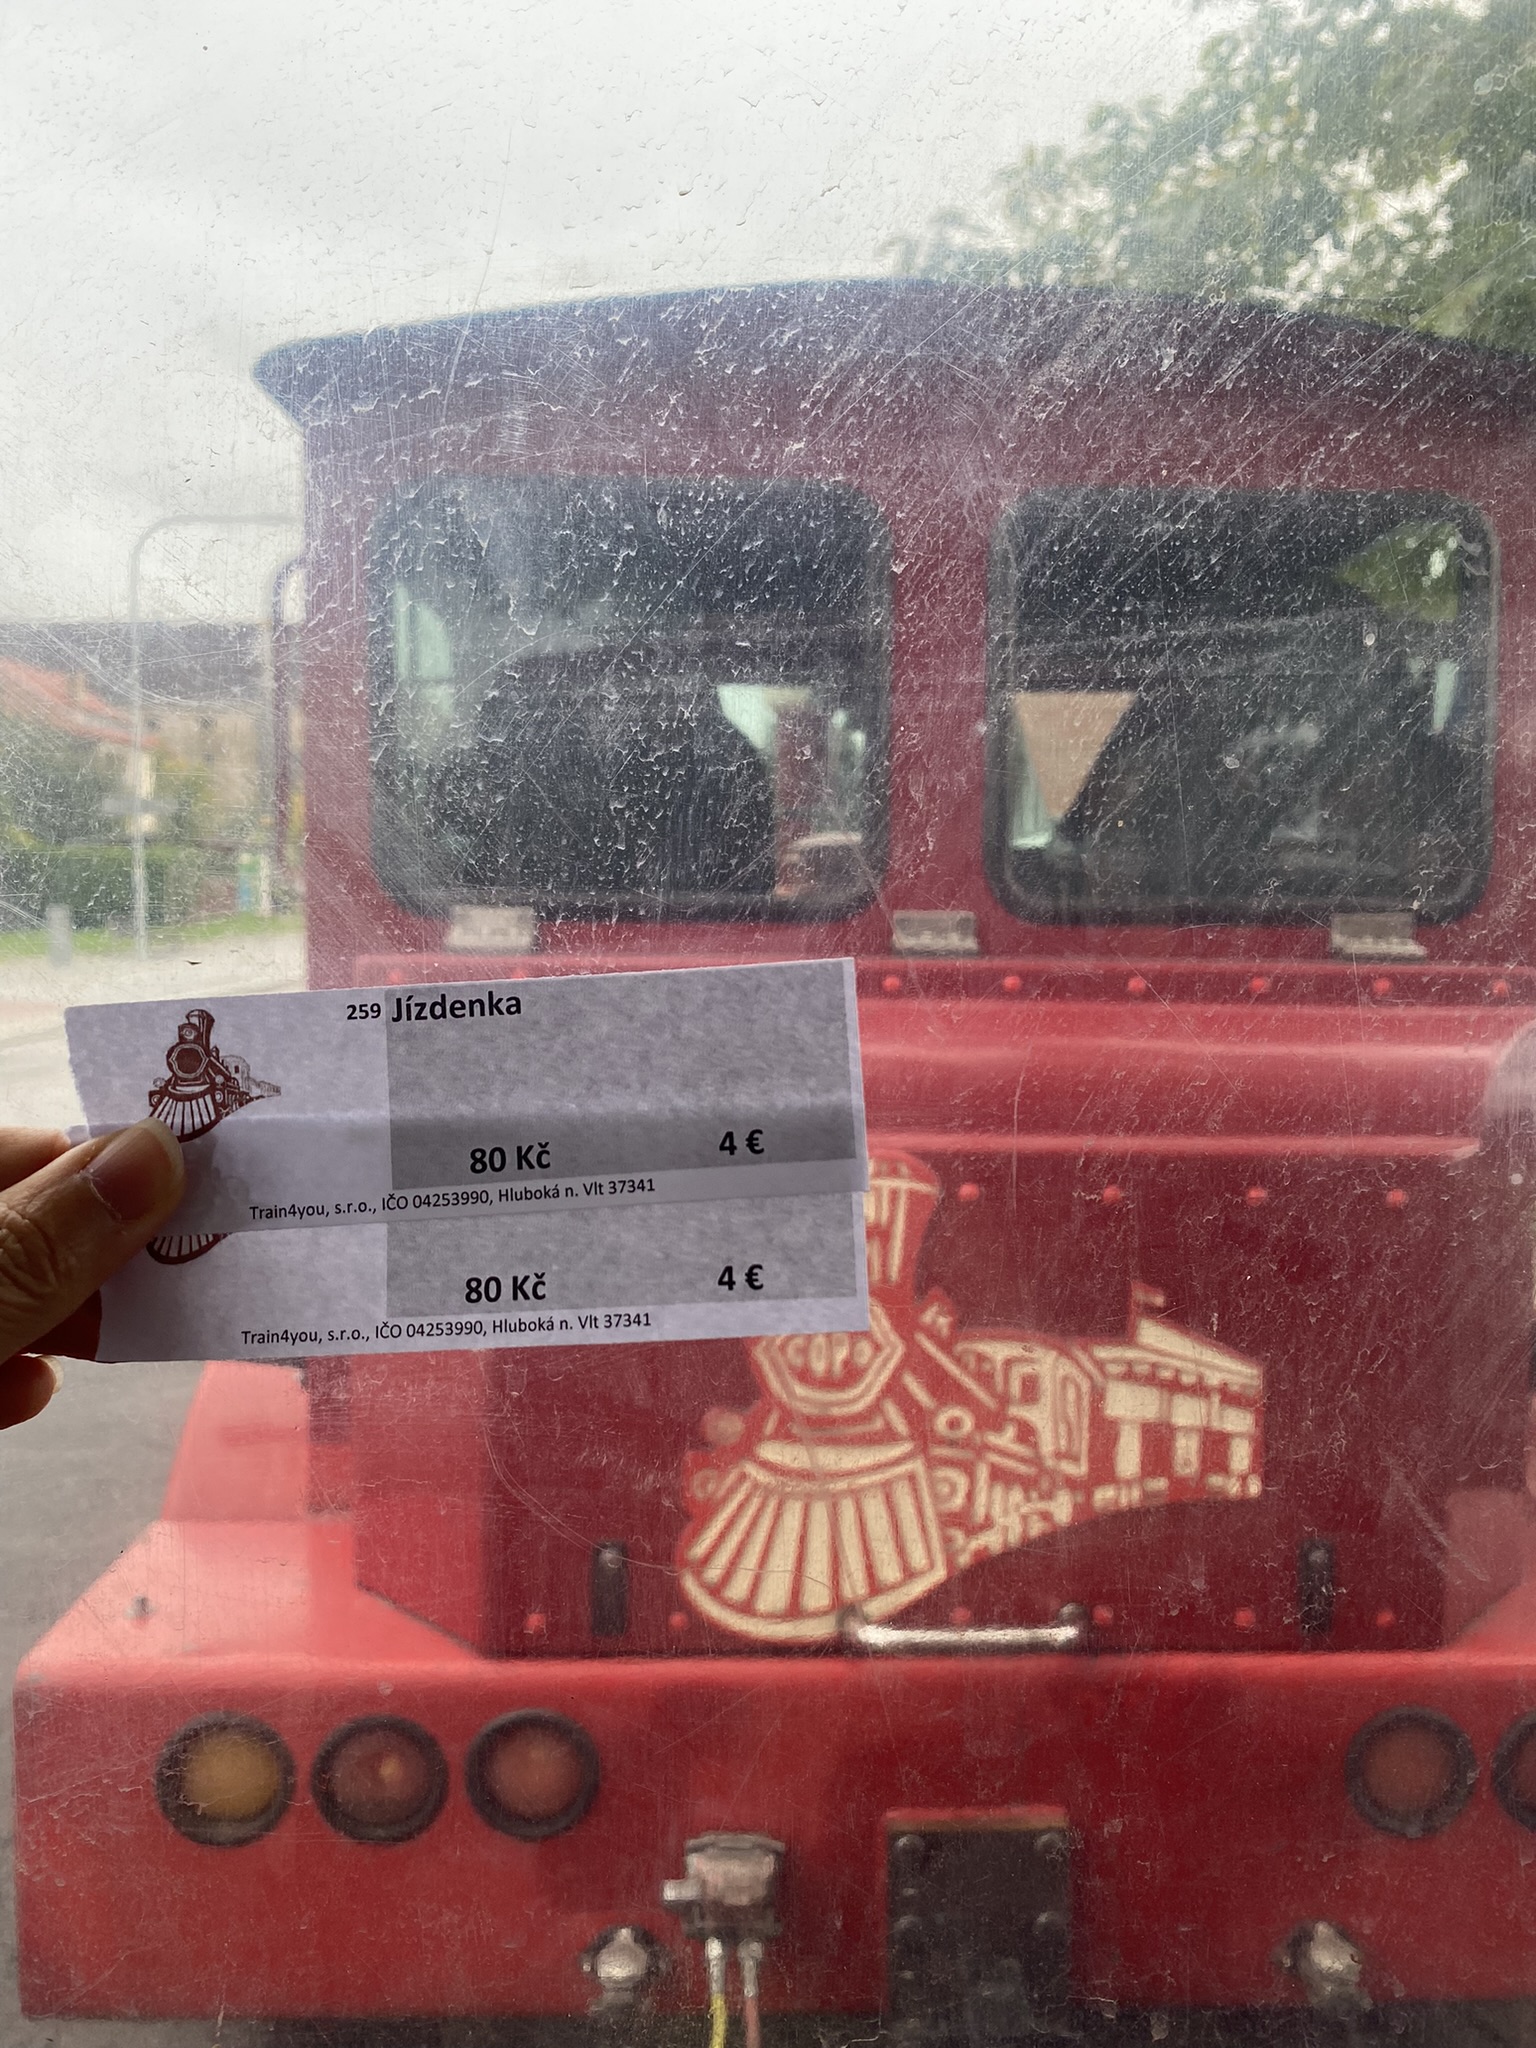 259 Jízdenka
80 Kč 4 €
Train4you, s.r.o., IČO 04253990, Hluboká n. Vlt 37341
80 Kč 4 €
Train4you, s.r.o., IČO 04253990, Hluboká n. Vlt 37341